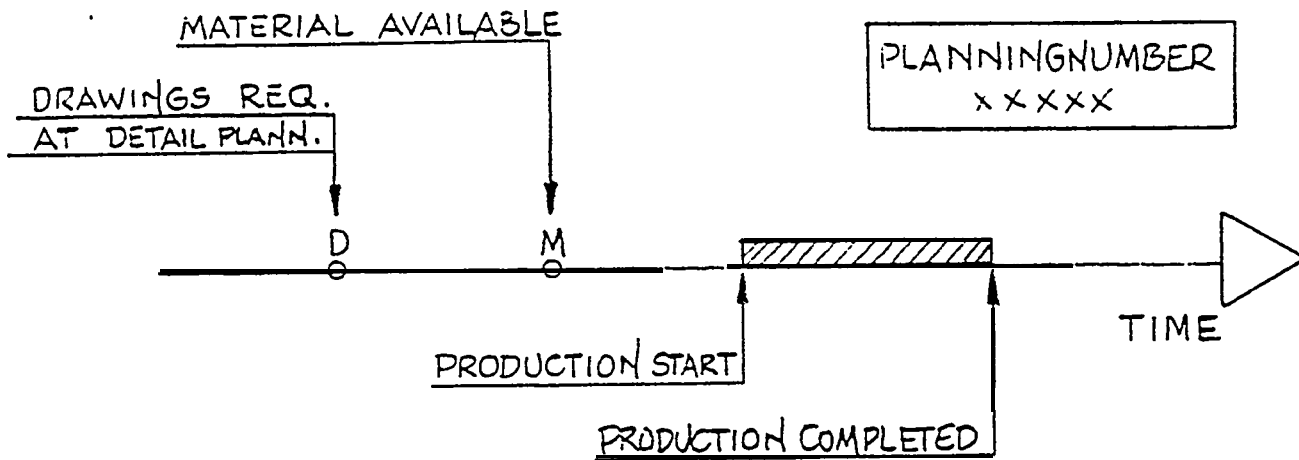 MATERIAL AVAILABLE
PLANNINGNUMBER
xxxxx
DRAWINGS REQ.
AT DETAIL PLANN.
D
M
TIME
PRODUCTION START
PRODUCTION COMPLETED